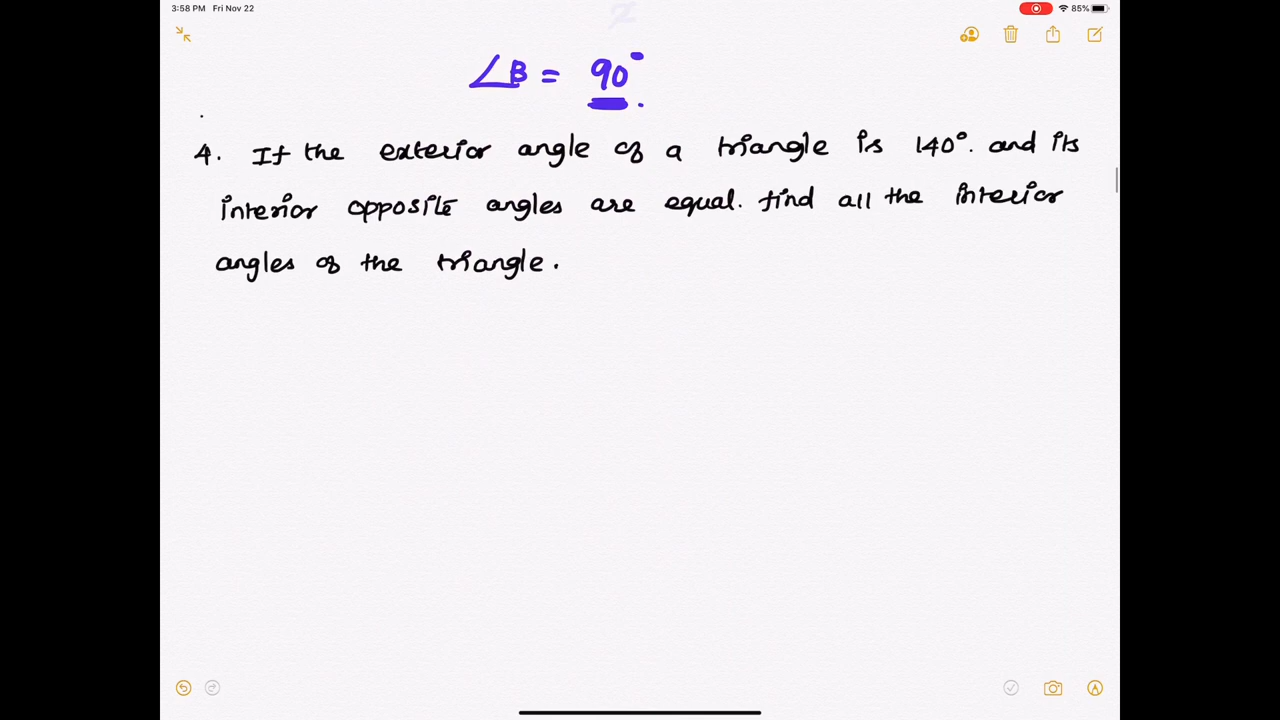 3:58 PM Fri Nov 22
85%
∠B = 90°.
4. If the exterior angle of a triangle is 140°. and its
interior opposite angles are equal. find all the interior
angles of the triangle.